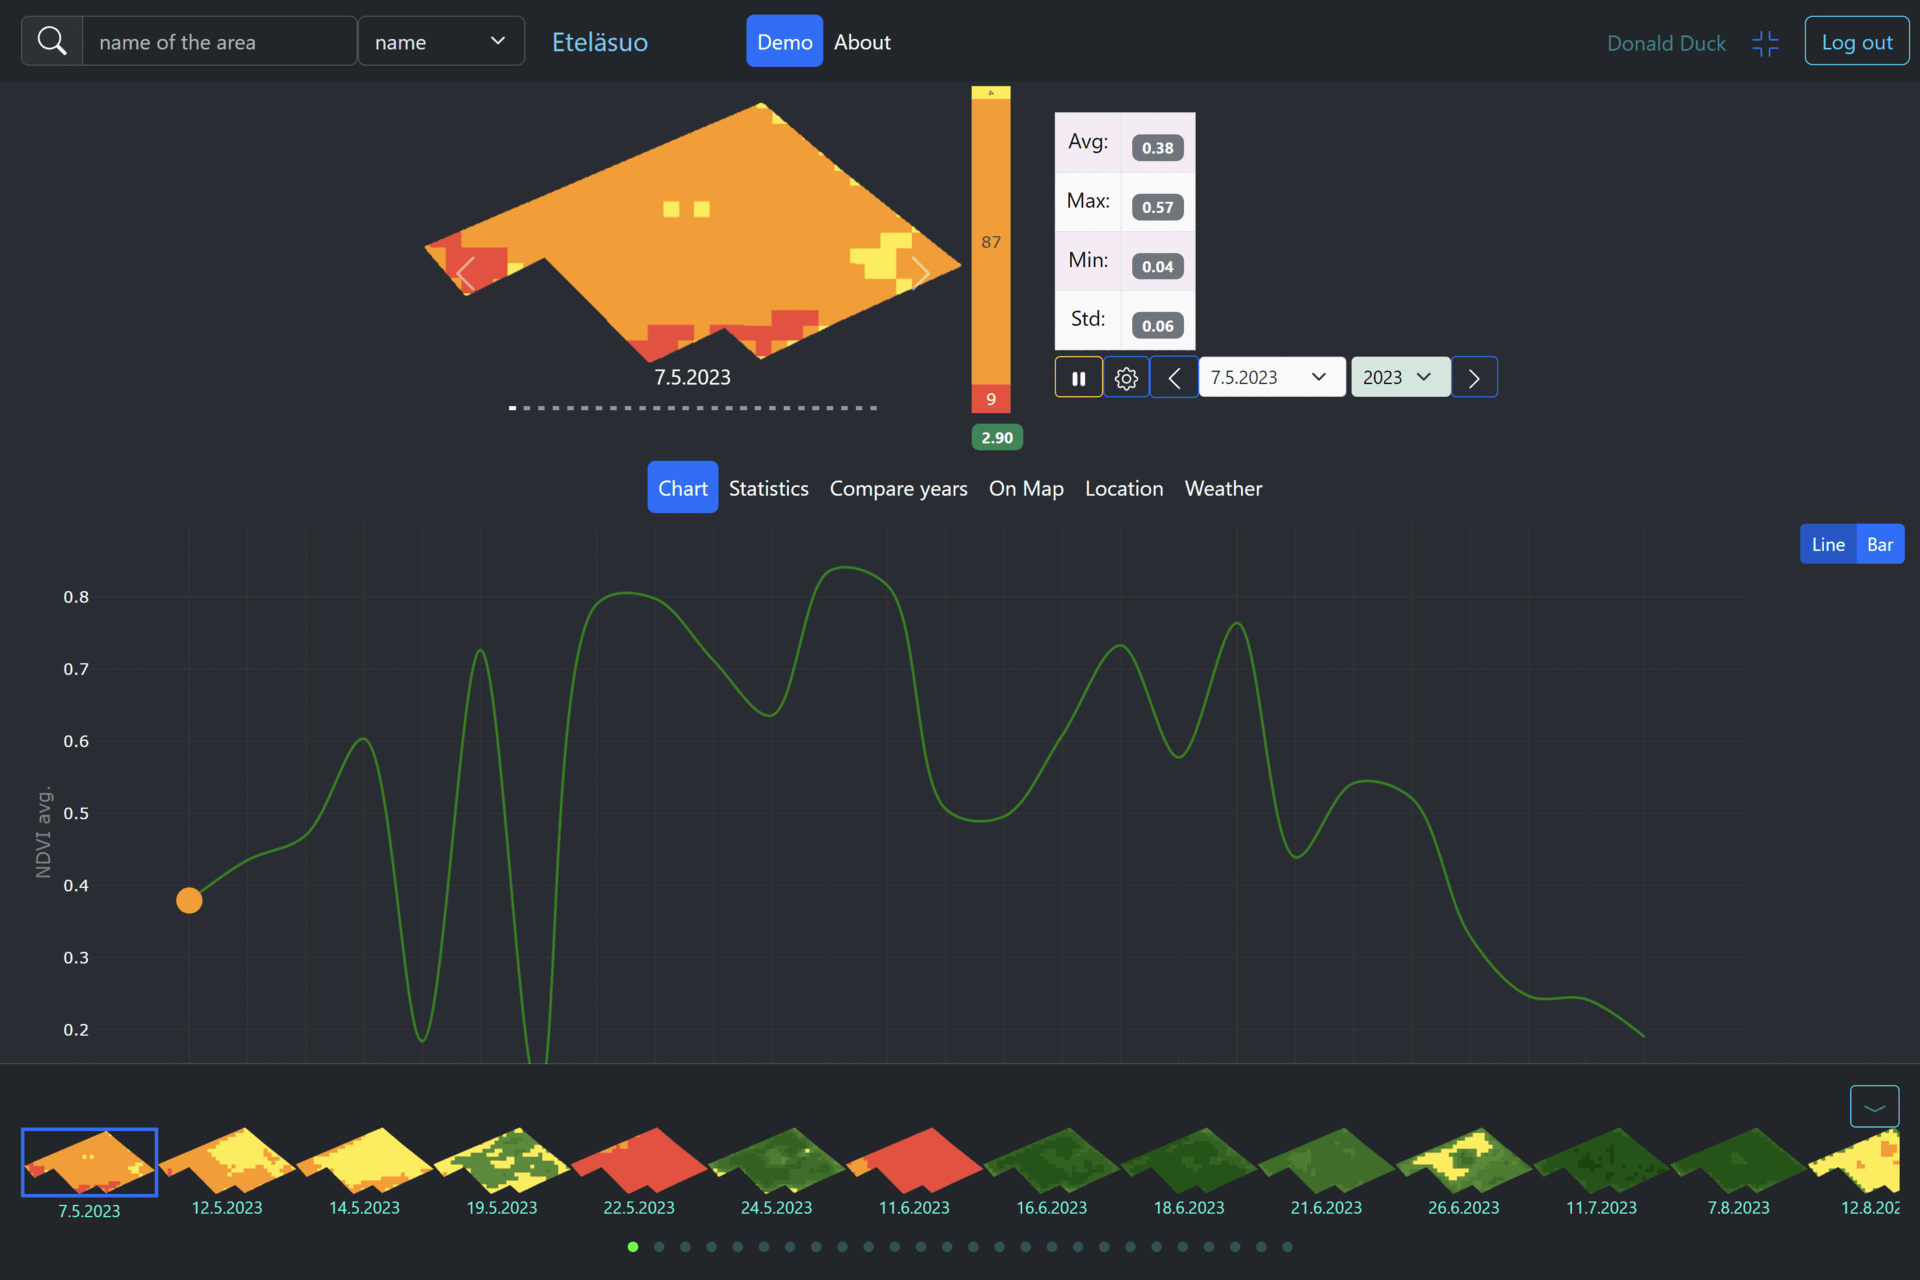 name of the area name Eteläsuo Demo About Donald Duck Log out
4
87
9
2.90
Avg: 0.38
Max: 0.57
Min: 0.04
Std: 0.06
7.5.2023
7.5.2023 2023
Chart Statistics Compare years On Map Location Weather
Line Bar
0.8
0.7
0.6
0.5
0.4
0.3
0.2
NDVI avg.
7.5.2023 12.5.2023 14.5.2023 19.5.2023 22.5.2023 24.5.2023 11.6.2023 16.6.2023 18.6.2023 21.6.2023 26.6.2023 11.7.2023 7.8.2023 12.8.202